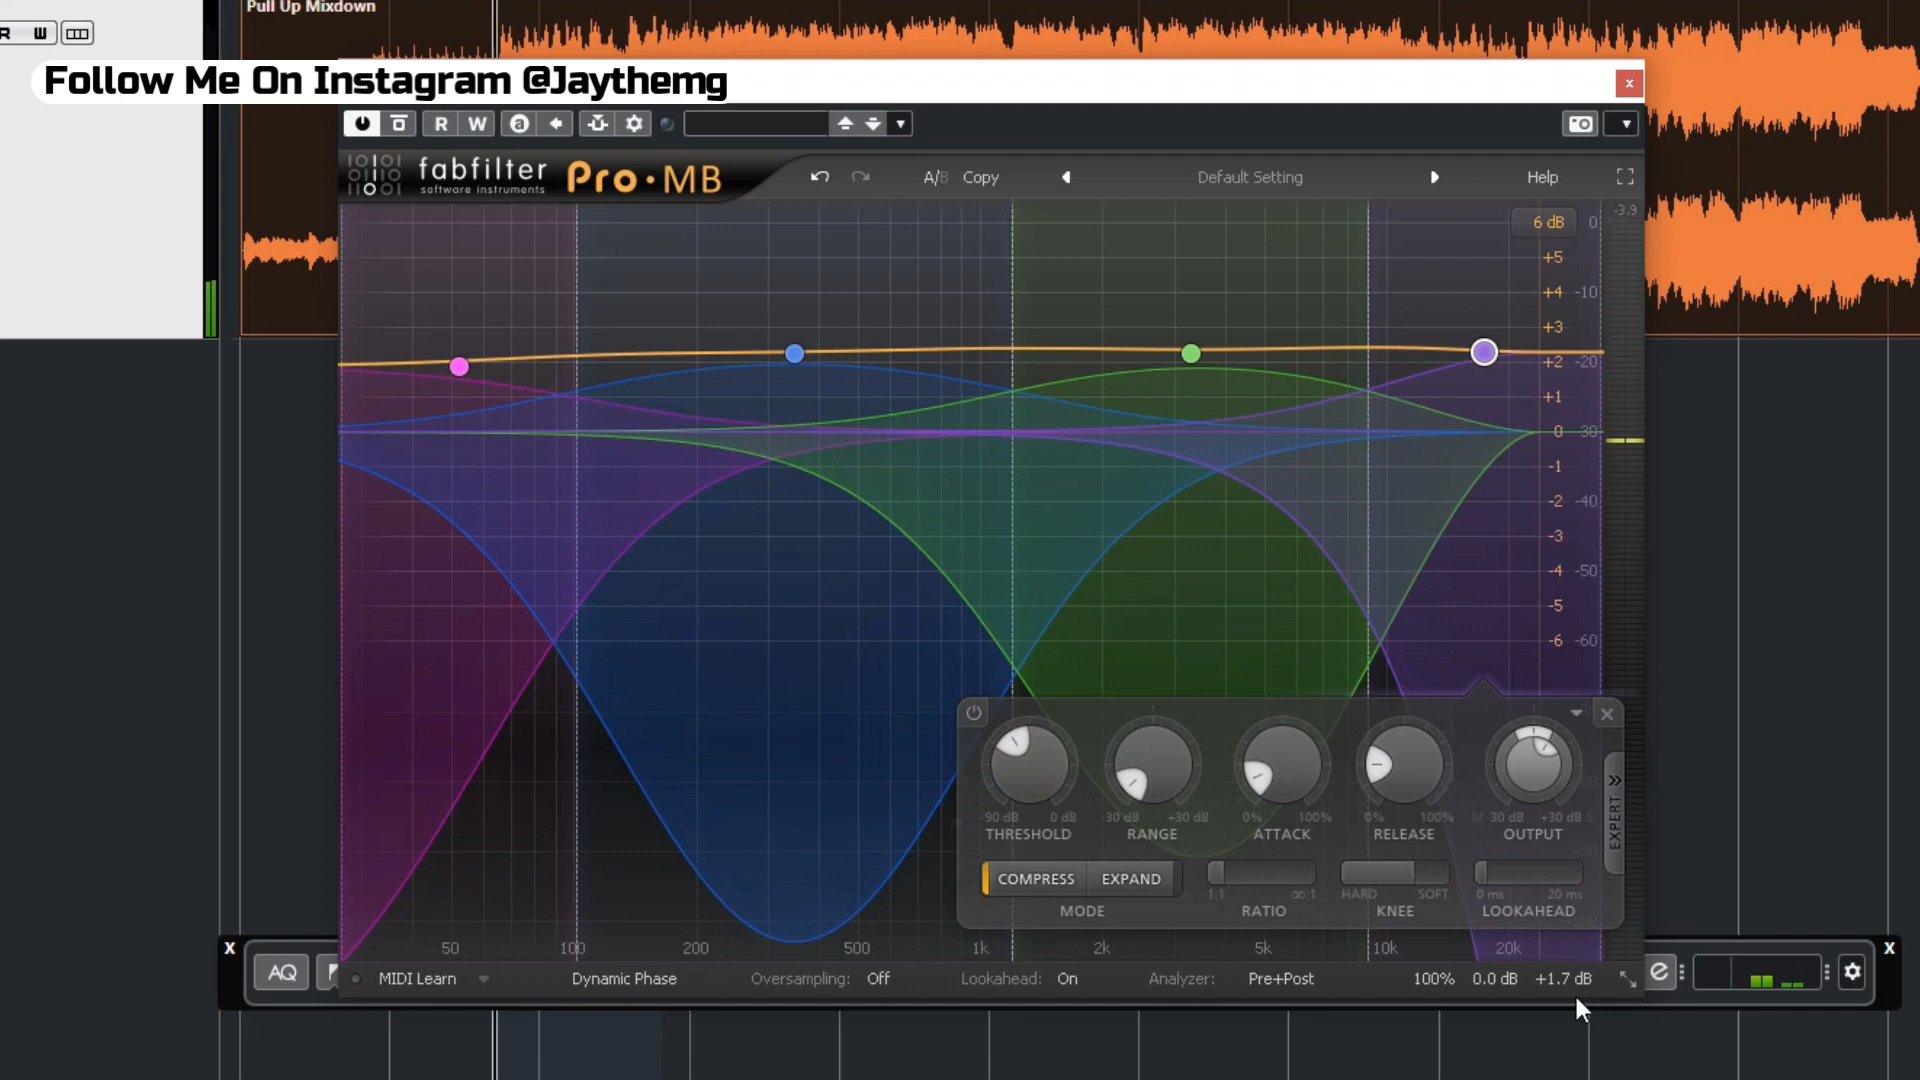 Pull Up Mixdown
R W
Follow Me On Instagram @Jaythemg
x
R W a
fabfilter
software instruments
Pro·MB
A/B Copy Default Setting Help
-3.9
6 dB 0
+5
+4 -10
+3
+2 -20
+1
0 -30
-1
-2 -40
-3
-4 -50
-5
-6 -60
-90 dB 0 dB -30 dB +30 dB 0% 100% 0% 100% M -30 dB +30 dB S
THRESHOLD RANGE ATTACK RELEASE OUTPUT
EXPERT
COMPRESS EXPAND
1:1 ∞:1 HARD SOFT 0 ms 20 ms
MODE RATIO KNEE LOOKAHEAD
50 100 200 500 1k 2k 5k 10k 20k
X X
AQ e
MIDI Learn Dynamic Phase Oversampling: Off Lookahead: On Analyzer: Pre+Post 100% 0.0 dB +1.7 dB